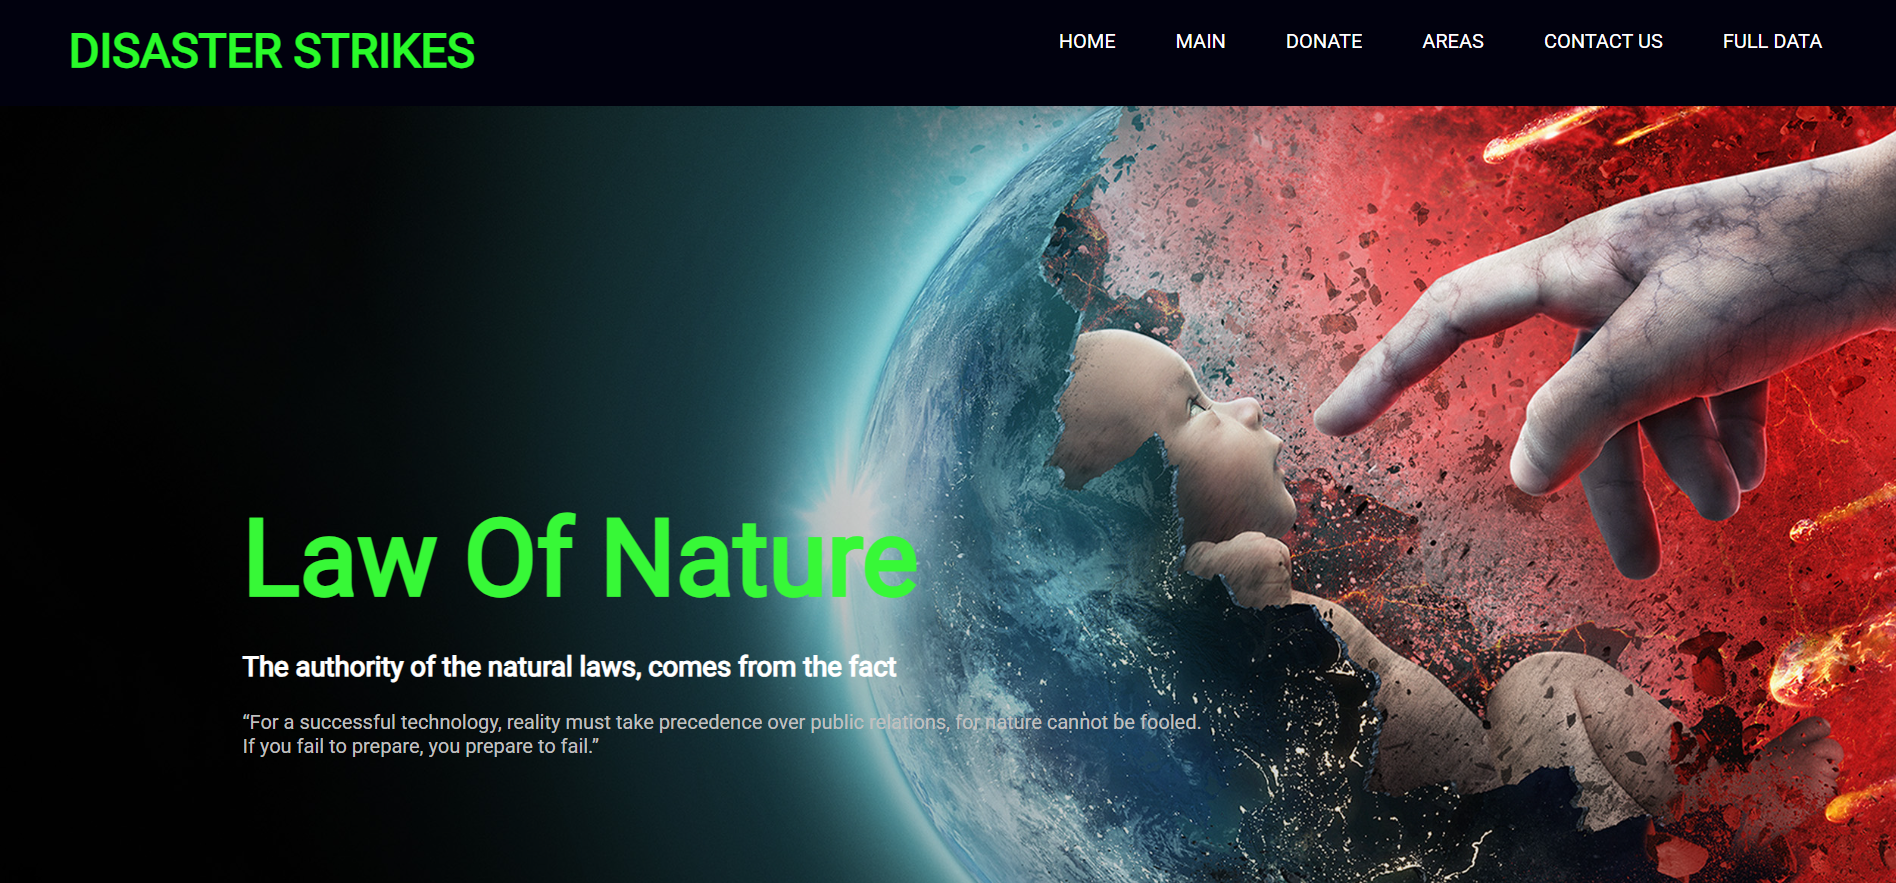 DISASTER STRIKES
HOME MAIN DONATE AREAS CONTACT US FULL DATA
Law Of Nature
The authority of the natural laws, comes from the fact
“For a successful technology, reality must take precedence over public relations, for nature cannot be fooled.
If you fail to prepare, you prepare to fail.”